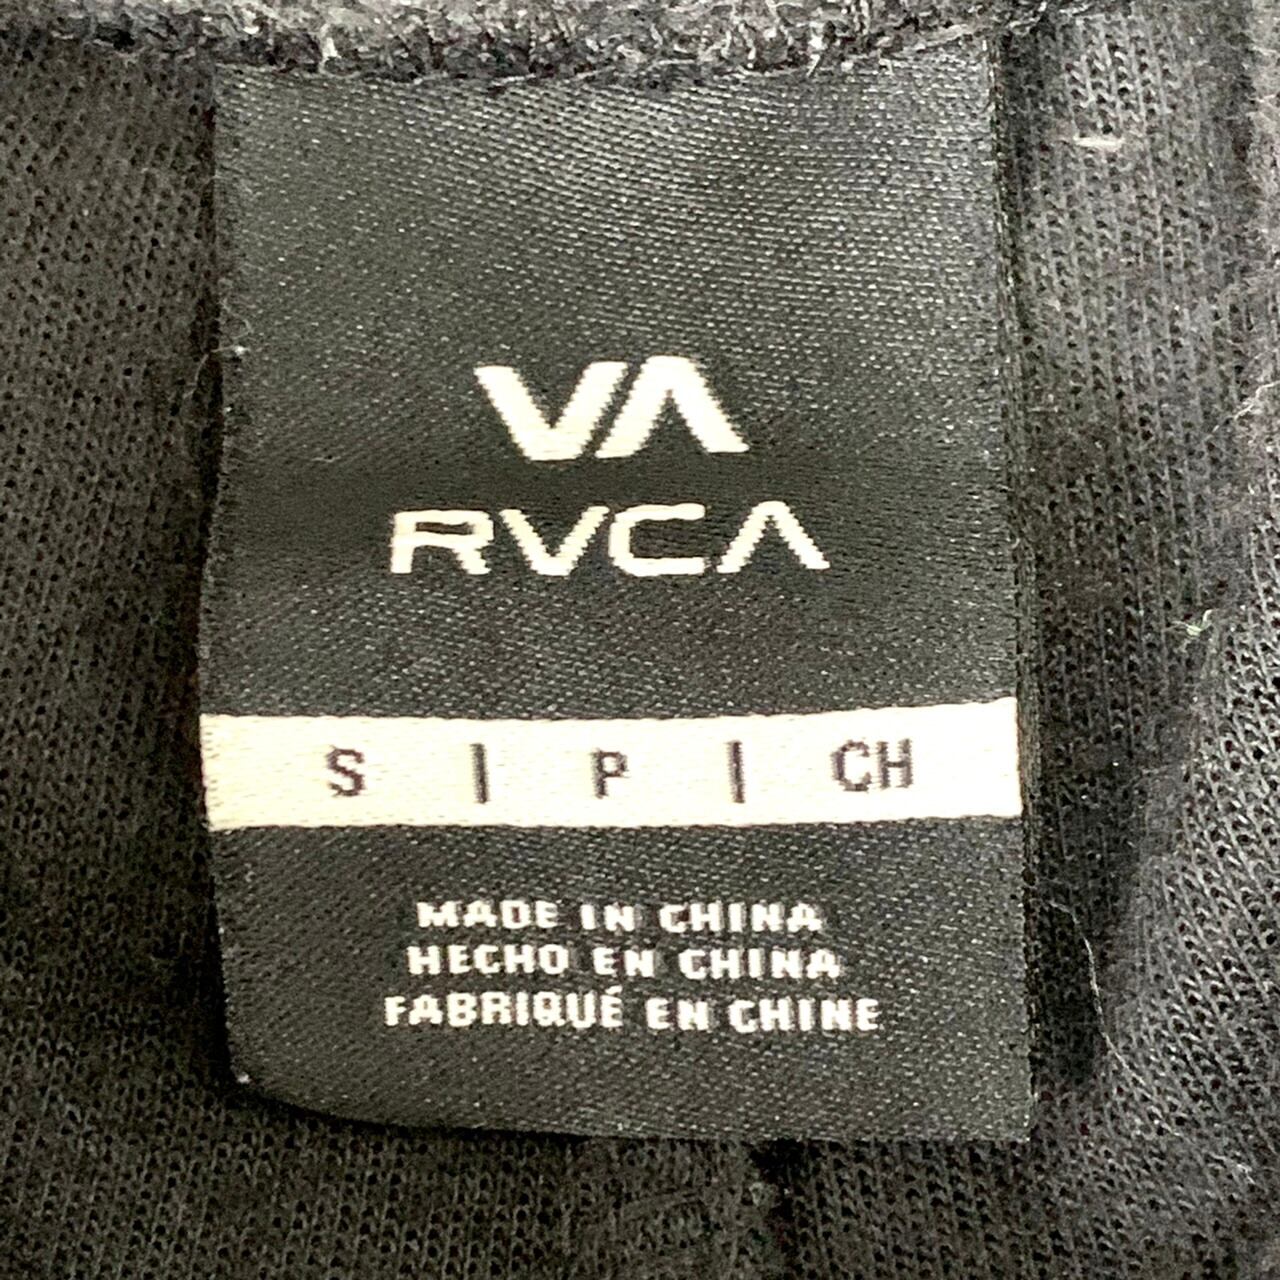 VA
RVCA
S | P | CH
MADE IN CHINA
HECHO EN CHINA
FABRIQUÉ EN CHINE